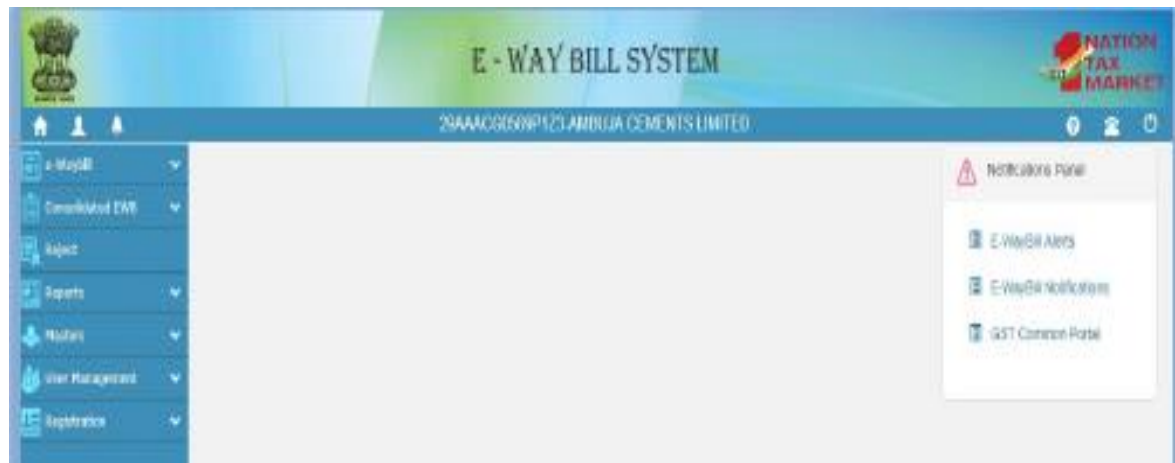 E - WAY BILL SYSTEM
NATION
TAX
MARKET
AMBUJA CEMENTS LIMITED
e-Waybill
Consolidated EWB
Reject
Reports
Masters
User Management
Registration
Notifications Panel
E-WayBill Alerts
E-WayBill Notifications
GST Common Portal